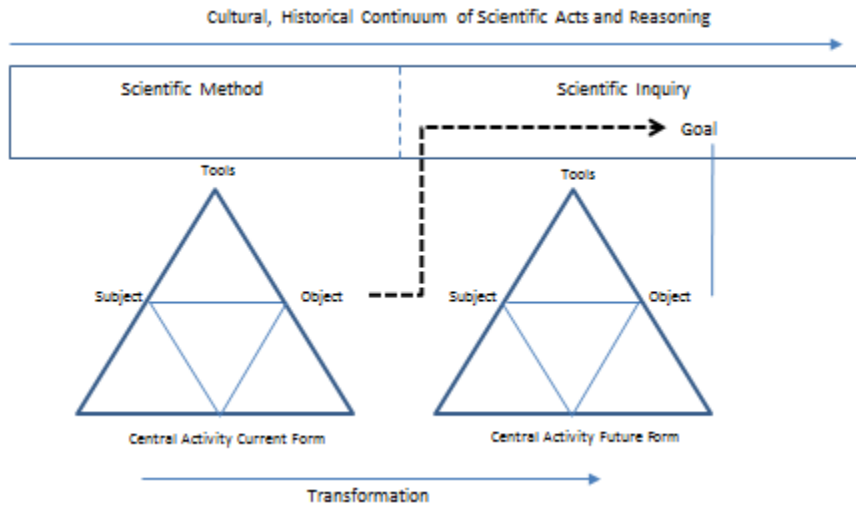 Cultural, Historical Continuum of Scientific Acts and Reasoning
Scientific Method
Scientific Inquiry
Goal
Tools
Tools
Subject
Object
Subject
Object
Central Activity Current Form
Central Activity Future Form
Transformation